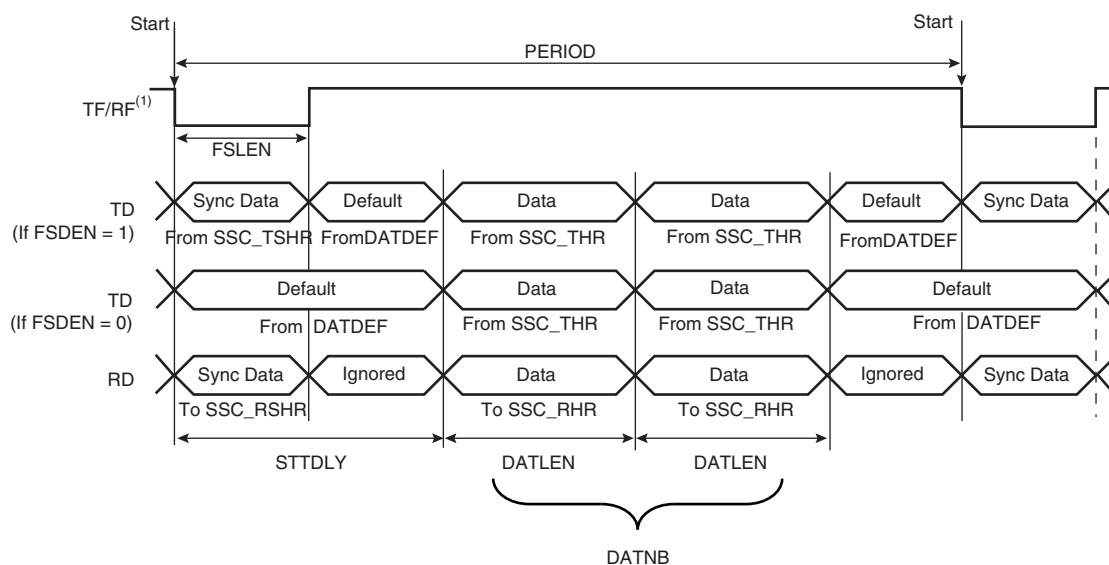 Start
Start
PERIOD
TF/RF(1)
FSLEN
TD
(If FSDEN = 1)
Sync Data
Default
Data
Data
Default
Sync Data
From SSC_TSHR
FromDATDEF
From SSC_THR
From SSC_THR
FromDATDEF
TD
(If FSDEN = 0)
Default
Data
Data
Default
From DATDEF
From SSC_THR
From SSC_THR
From DATDEF
RD
Sync Data
Ignored
Data
Data
Ignored
Sync Data
To SSC_RSHR
To SSC_RHR
To SSC_RHR
STTDLY
DATLEN
DATLEN
DATNB